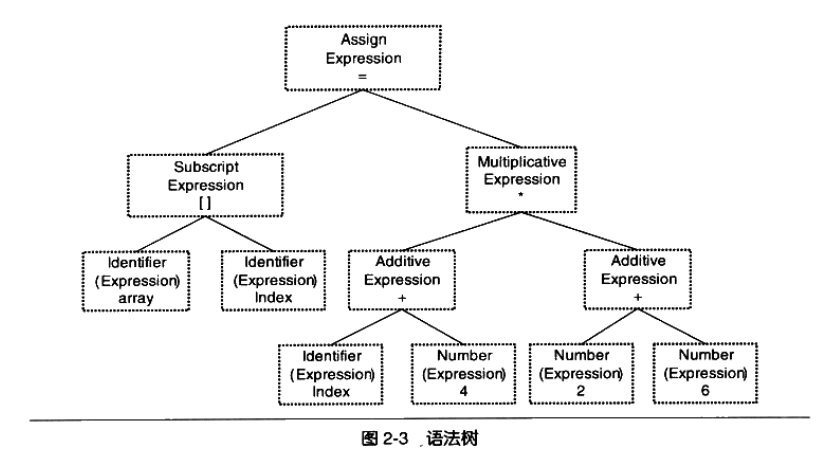 Assign
Expression
=
Subscript
Expression
[ ]
Multiplicative
Expression
*
Identifier
(Expression)
array
Identifier
(Expression)
Index
Additive
Expression
+
Additive
Expression
+
Identifier
(Expression)
Index
Number
(Expression)
4
Number
(Expression)
2
Number
(Expression)
6
图 2-3 语法树